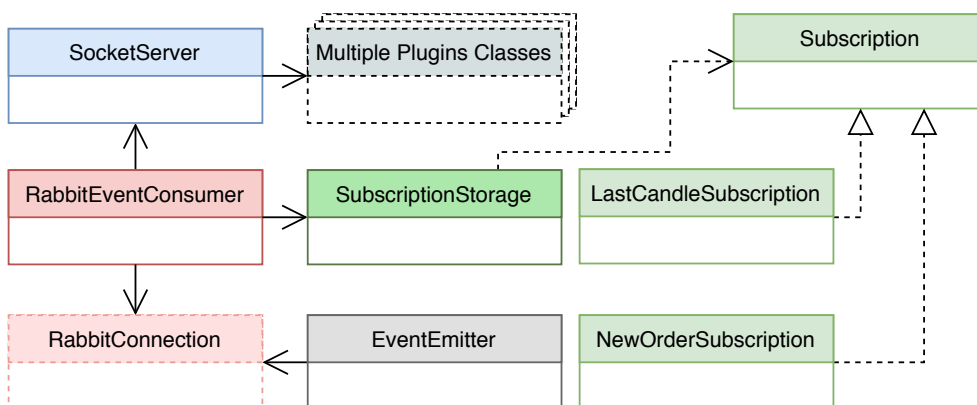 SocketServer
Multiple Plugins Classes
Subscription
RabbitEventConsumer
SubscriptionStorage
LastCandleSubscription
RabbitConnection
EventEmitter
NewOrderSubscription